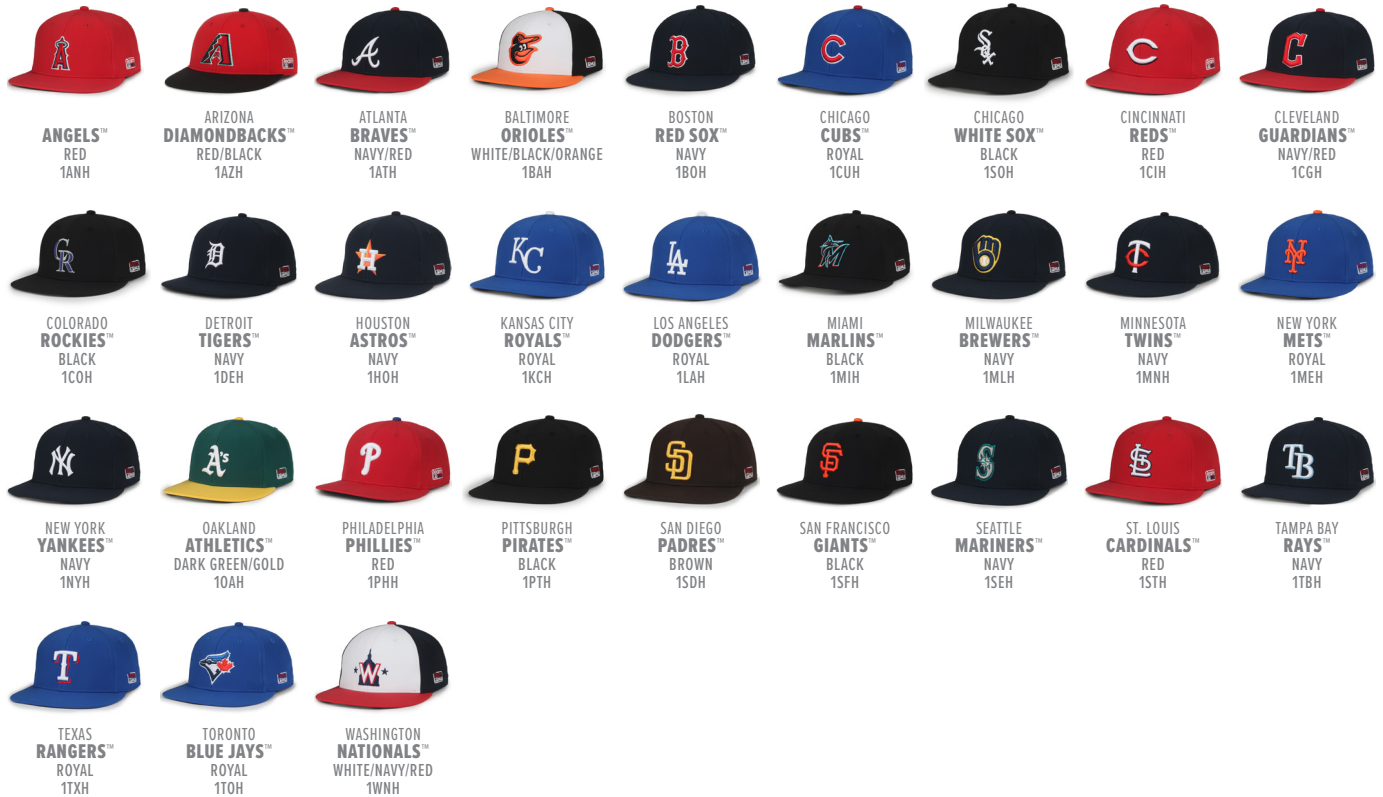 ANGELS™
RED
1ANH
ARIZONA
DIAMONDBACKS™
RED/BLACK
1AZH
ATLANTA
BRAVES™
NAVY/RED
1ATH
BALTIMORE
ORIOLES™
WHITE/BLACK/ORANGE
1BAH
BOSTON
RED SOX™
NAVY
1BOH
CHICAGO
CUBS™
ROYAL
1CUH
CHICAGO
WHITE SOX™
BLACK
1SOH
CINCINNATI
REDS™
RED
1CIH
CLEVELAND
GUARDIANS™
NAVY/RED
1CGH
COLORADO
ROCKIES™
BLACK
1COH
DETROIT
TIGERS™
NAVY
1DEH
HOUSTON
ASTROS™
NAVY
1HOH
KANSAS CITY
ROYALS™
ROYAL
1KCH
LOS ANGELES
DODGERS™
ROYAL
1LAH
MIAMI
MARLINS™
BLACK
1MIH
MILWAUKEE
BREWERS™
NAVY
1MLH
MINNESOTA
TWINS™
NAVY
1MNH
NEW YORK
METS™
ROYAL
1MEH
NEW YORK
YANKEES™
NAVY
1NYH
OAKLAND
ATHLETICS™
DARK GREEN/GOLD
1OAH
PHILADELPHIA
PHILLIES™
RED
1PHH
PITTSBURGH
PIRATES™
BLACK
1PTH
SAN DIEGO
PADRES™
BROWN
1SDH
SAN FRANCISCO
GIANTS™
BLACK
1SFH
SEATTLE
MARINERS™
NAVY
1SEH
ST. LOUIS
CARDINALS™
RED
1STH
TAMPA BAY
RAYS™
NAVY
1TBH
TEXAS
RANGERS™
ROYAL
1TXH
TORONTO
BLUE JAYS™
ROYAL
1TOH
WASHINGTON
NATIONALS™
WHITE/NAVY/RED
1WNH